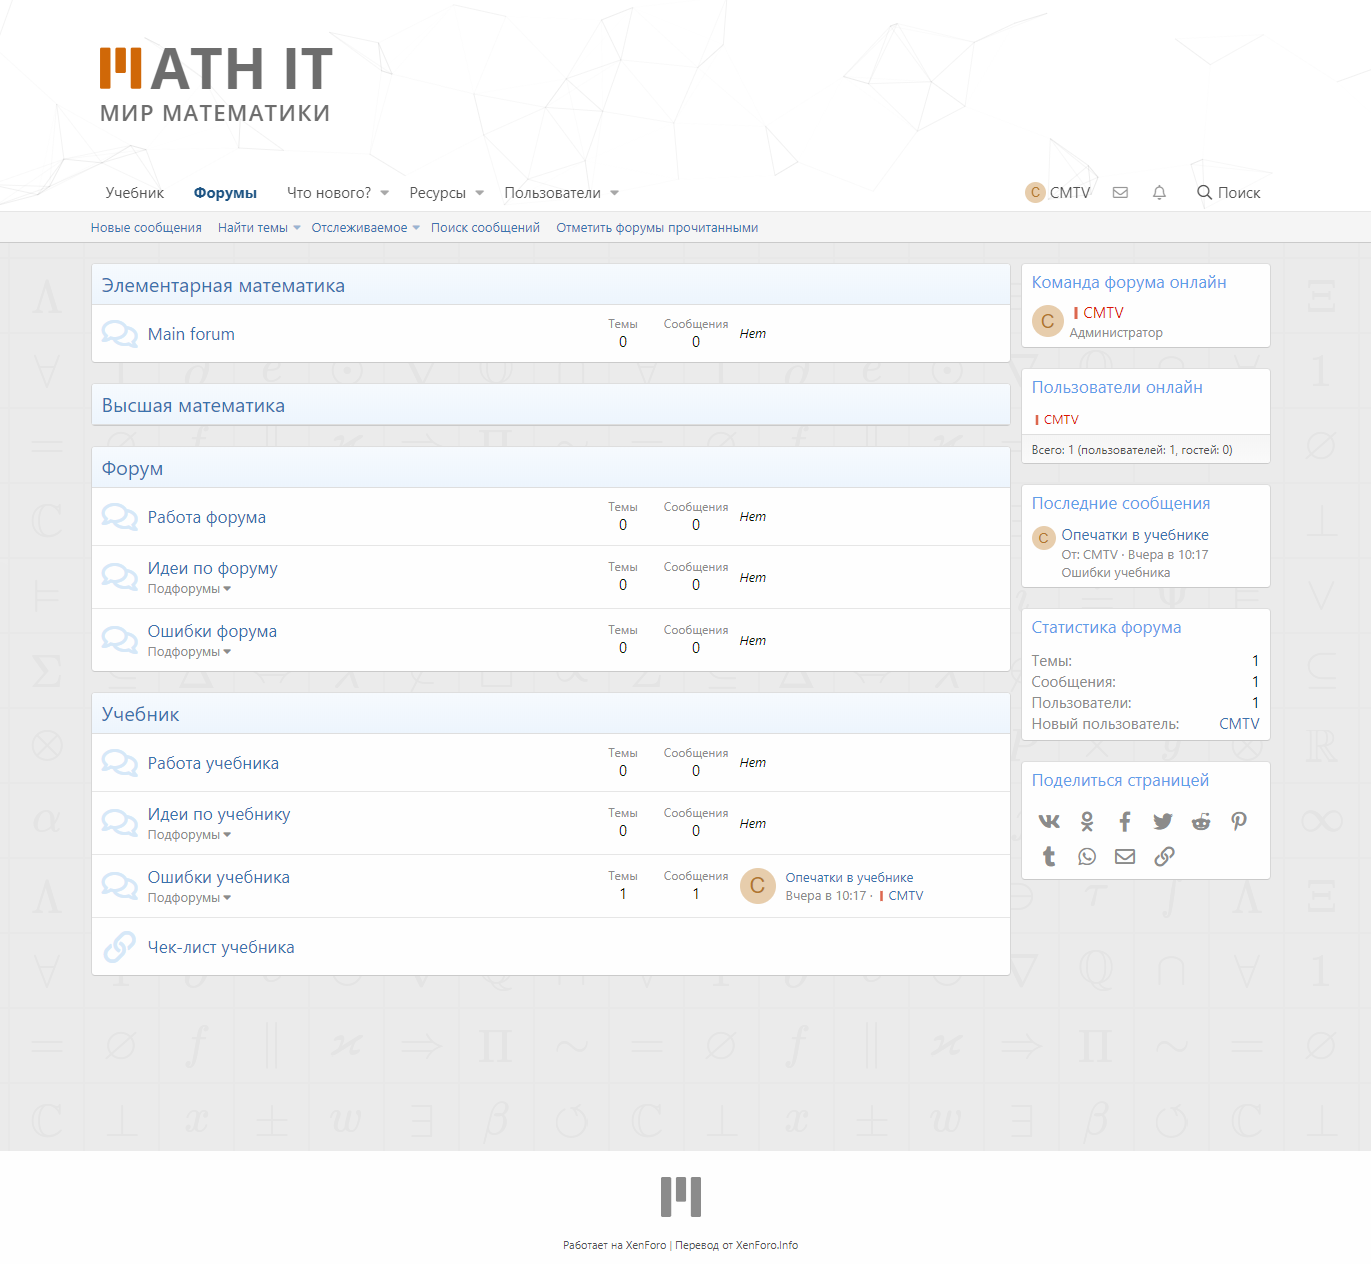 MATH IT
МИР МАТЕМАТИКИ
Учебник Форумы Что нового? Ресурсы Пользователи C CMTV Поиск
Новые сообщения Найти темы Отслеживаемое Поиск сообщений Отметить форумы прочитанными
Элементарная математика
Main forum
Темы
0
Сообщения
0
Нет
Высшая математика
Форум
Работа форума
Темы
0
Сообщения
0
Нет
Идеи по форуму
Подфорумы
Темы
0
Сообщения
0
Нет
Ошибки форума
Подфорумы
Темы
0
Сообщения
0
Нет
Учебник
Работа учебника
Темы
0
Сообщения
0
Нет
Идеи по учебнику
Подфорумы
Темы
0
Сообщения
0
Нет
Ошибки учебника
Подфорумы
Темы
1
Сообщения
1
C
Опечатки в учебнике
Вчера в 10:17 · CMTV
Чек-лист учебника
Команда форума онлайн
C
CMTV
Администратор
Пользователи онлайн
CMTV
Всего: 1 (пользователей: 1, гостей: 0)
Последние сообщения
C
Опечатки в учебнике
От: CMTV · Вчера в 10:17
Ошибки учебника
Статистика форума
Темы: 1
Сообщения: 1
Пользователи: 1
Новый пользователь: CMTV
Поделиться страницей
Работает на XenForo | Перевод от XenForo.Info